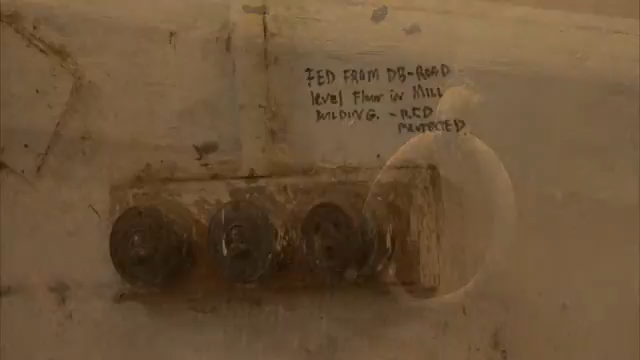 FED FROM DB-ROAD
level Floor in MILL
BUILDING. - RCD
PROTECTED.